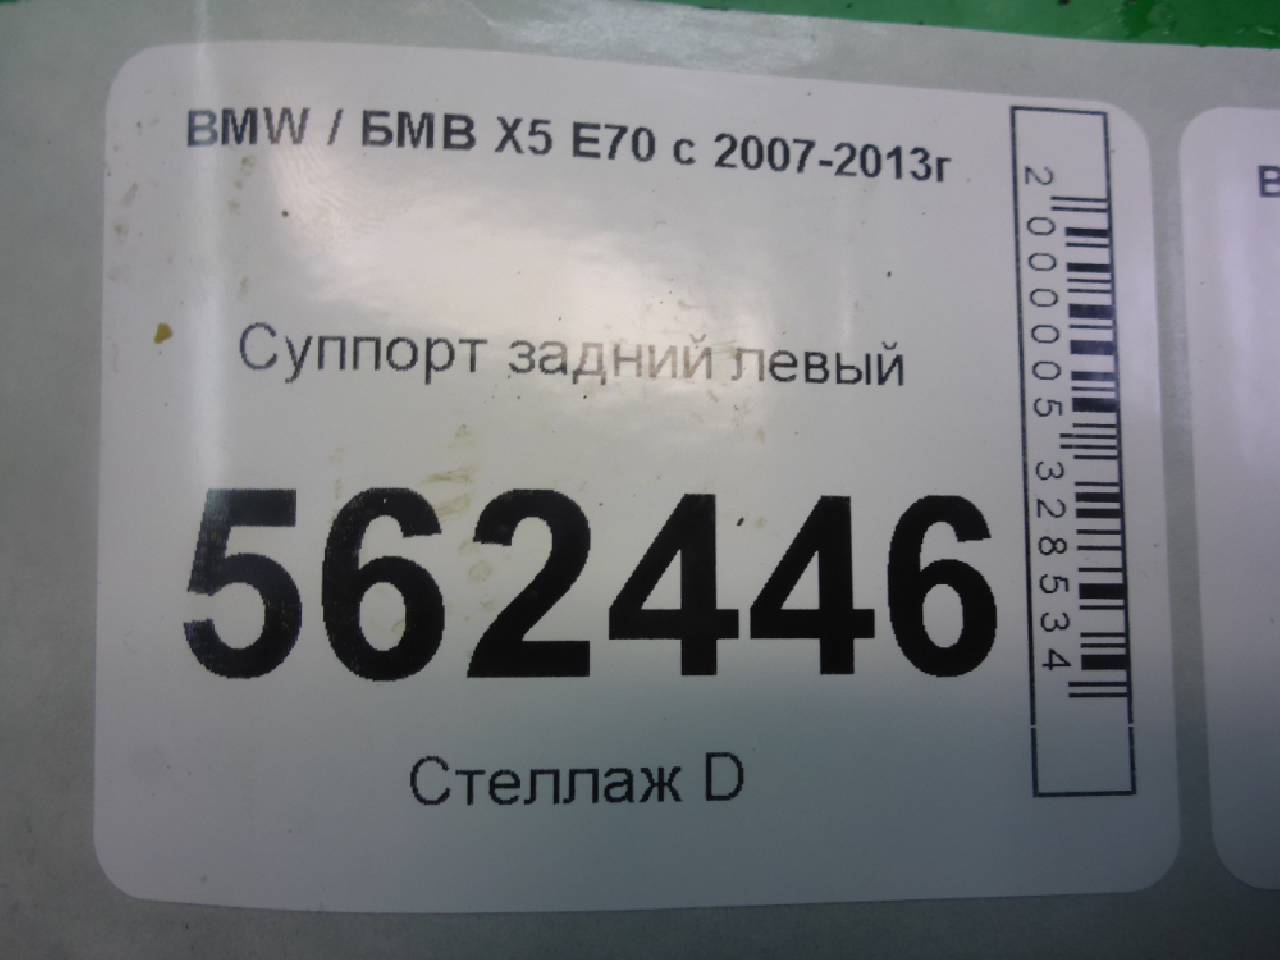 BMW / БМВ X5 E70 с 2007-2013г
Суппорт задний левый
562446
Стеллаж D
2000005328534